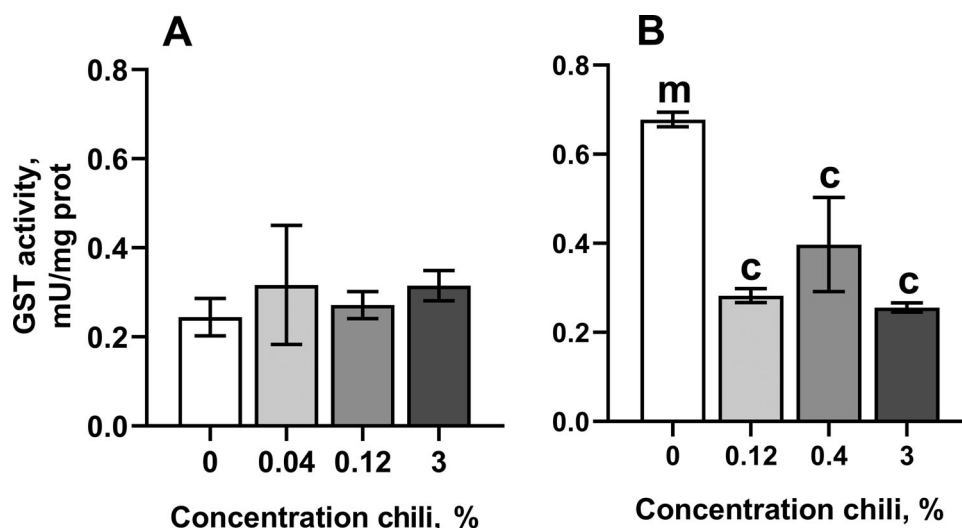 A
GST activity,
mU/mg prot
0.8
0.6
0.4
0.2
0.0
0 0.04 0.12 3
Concentration chili, %
B
0.8
0.6
0.4
0.2
0.0
m
c
c
c
0 0.12 0.4 3
Concentration chili, %